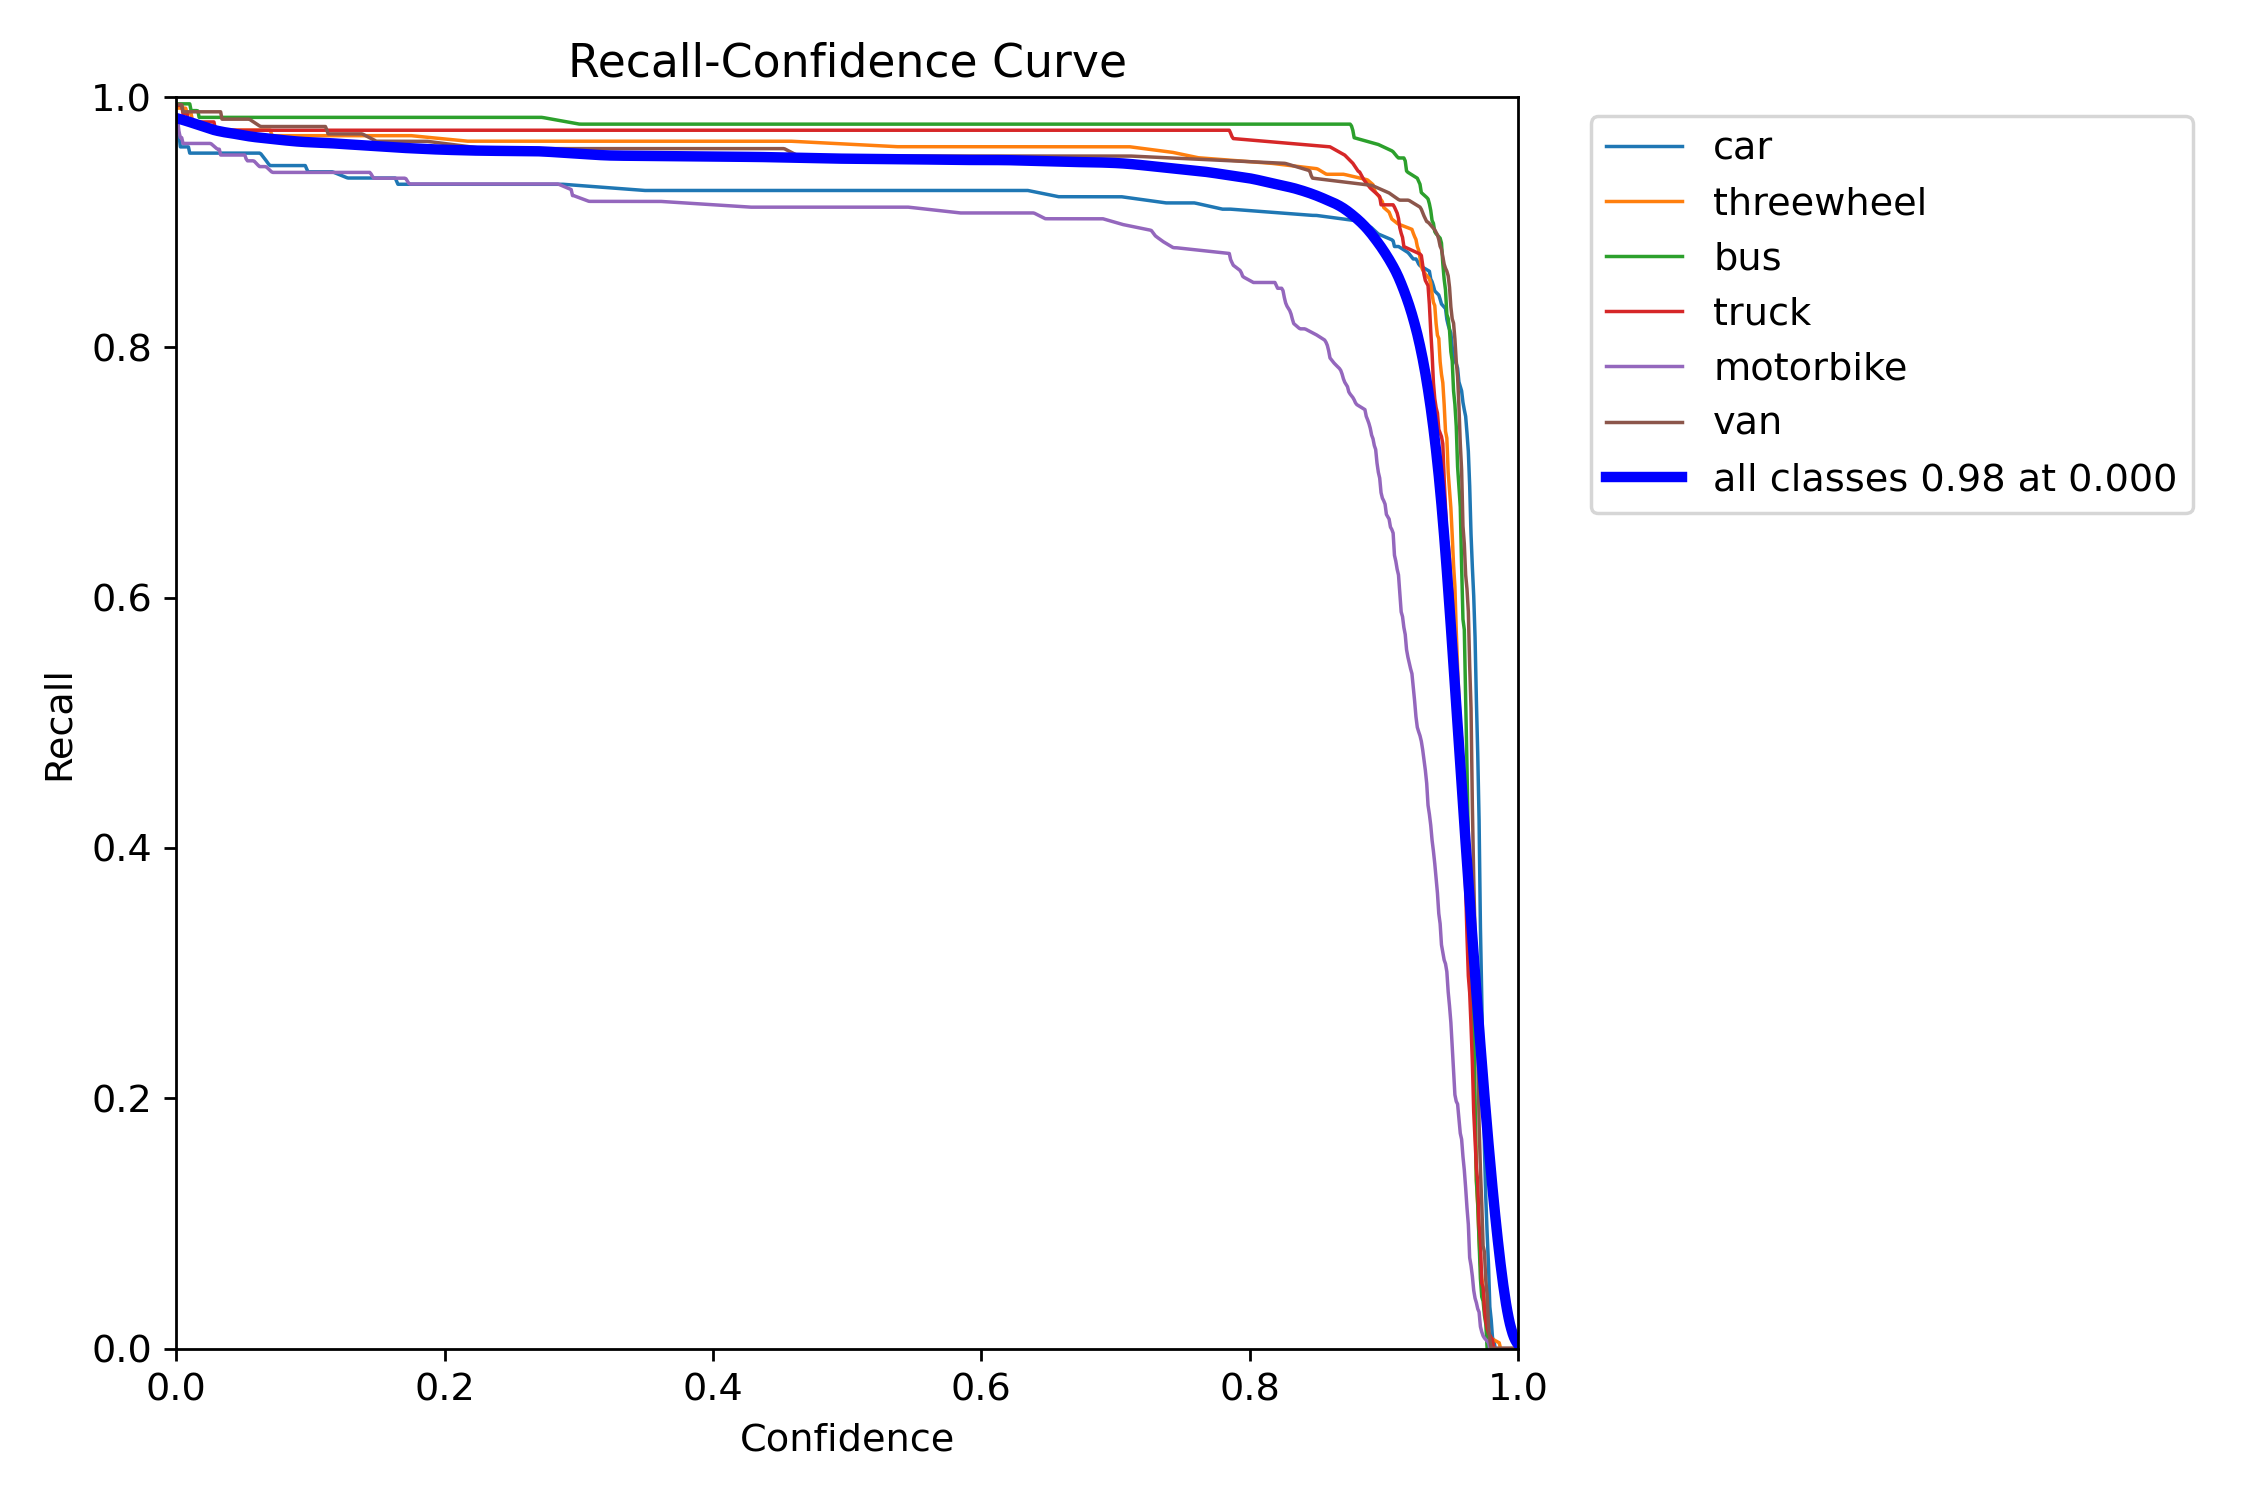 Recall-Confidence Curve
1.0
0.8
0.6
0.4
0.2
0.0
Recall
0.0 0.2 0.4 0.6 0.8 1.0
Confidence
car
threewheel
bus
truck
motorbike
van
all classes 0.98 at 0.000